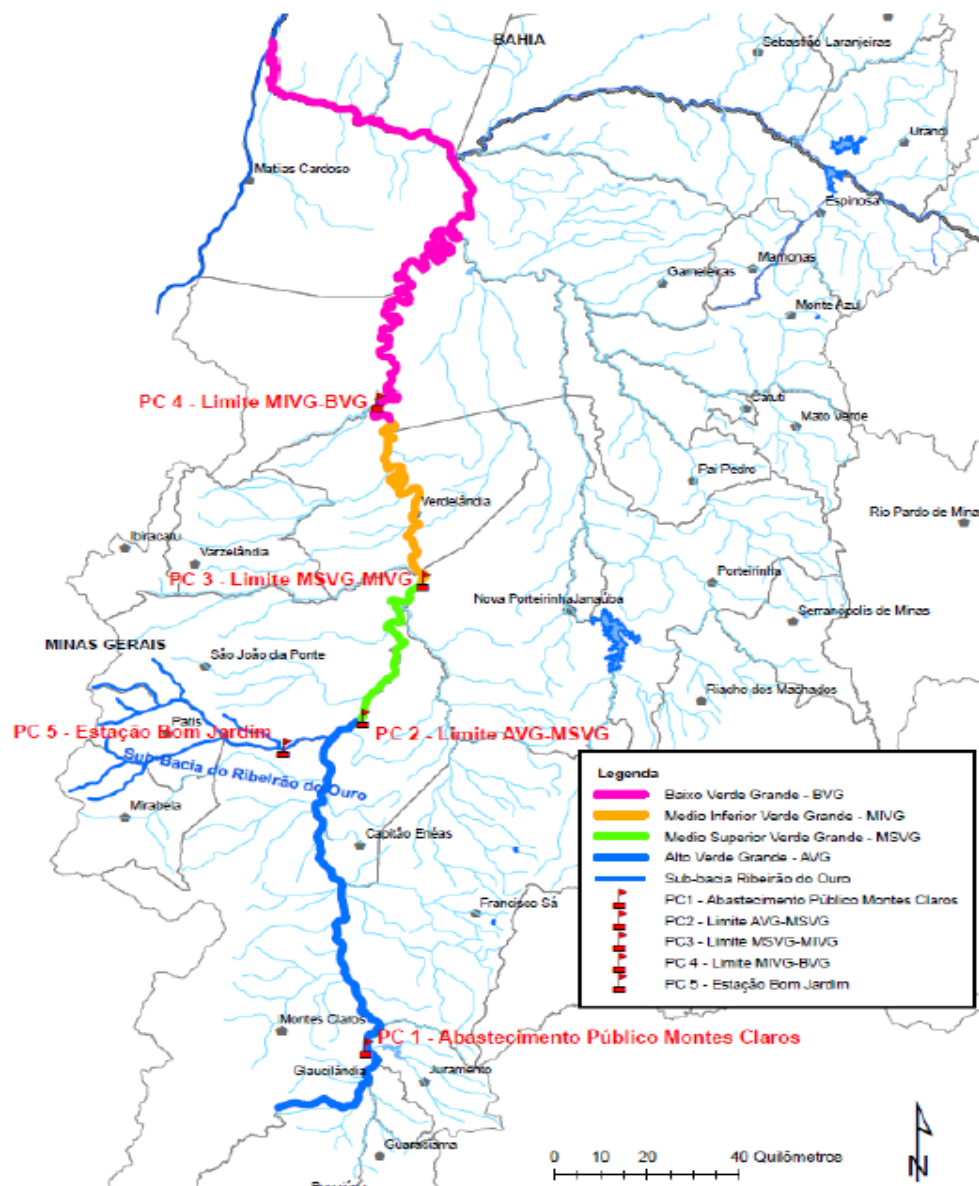 BAHIA
Sebastião Laranjeiras
Urandi
Matias Cardoso
Espinosa
Mamonas
Gameleiras
Monte Azul
PC 4 - Limite MIVG-BVG
Catuti
Mato Verde
Pai Pedro
Verdelândia
Rio Pardo de Mina
Ibiracatu
Varzelândia
PC 3 - Limite MSVG-MIVG
Porteirinha
Nova Porteirinha
Janaúba
Serranópolis de Minas
MINAS GERAIS
São João da Ponte
Riacho dos Machados
PC 5 - Estação Bom Jardim
PC 2 - Limite AVG-MSVG
Sub-Bacia do Ribeirão do Ouro
Mirabela
Capitão Enéas
Francisco Sá
Legenda
Baixo Verde Grande - BVG
Medio Inferior Verde Grande - MIVG
Medio Superior Verde Grande - MSVG
Alto Verde Grande - AVG
Sub-bacia Ribeirão do Ouro
PC1 - Abastecimento Público Montes Claros
PC2 - Limite AVG-MSVG
PC3 - Limite MSVG-MIVG
PC 4 - Limite MIVG-BVG
PC 5 - Estação Bom Jardim
Montes Claros
PC 1 - Abastecimento Público Montes Claros
Glaucilândia
Juramento
Guaraciama
0 10 20 40 Quilômetros
N